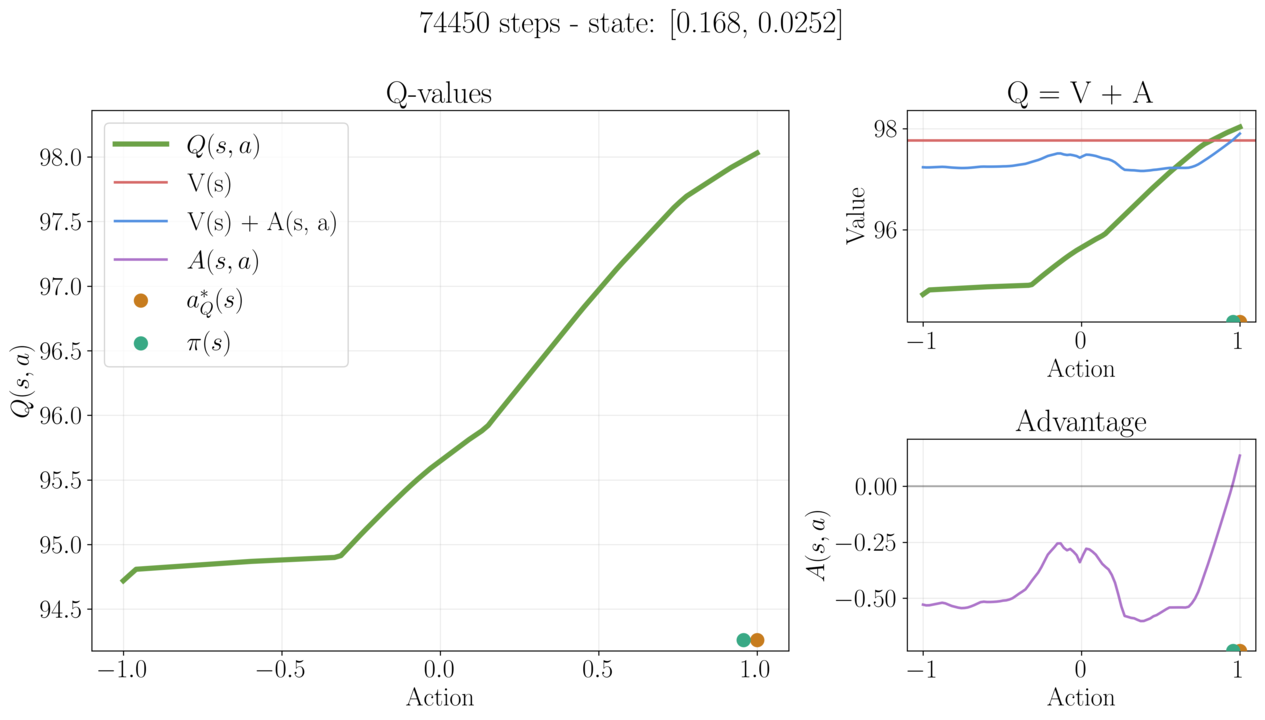 74450 steps - state: [0.168, 0.0252]
Q-values
Q(s, a)
98.0
97.5
97.0
96.5
96.0
95.5
95.0
94.5
Q(s, a)
V(s)
V(s) + A(s, a)
A(s, a)
a*Q(s)
π(s)
−1.0
−0.5
0.0
0.5
1.0
Action
Q = V + A
Value
98
96
−1
0
1
Action
Advantage
A(s, a)
0.00
−0.25
−0.50
−1
0
1
Action